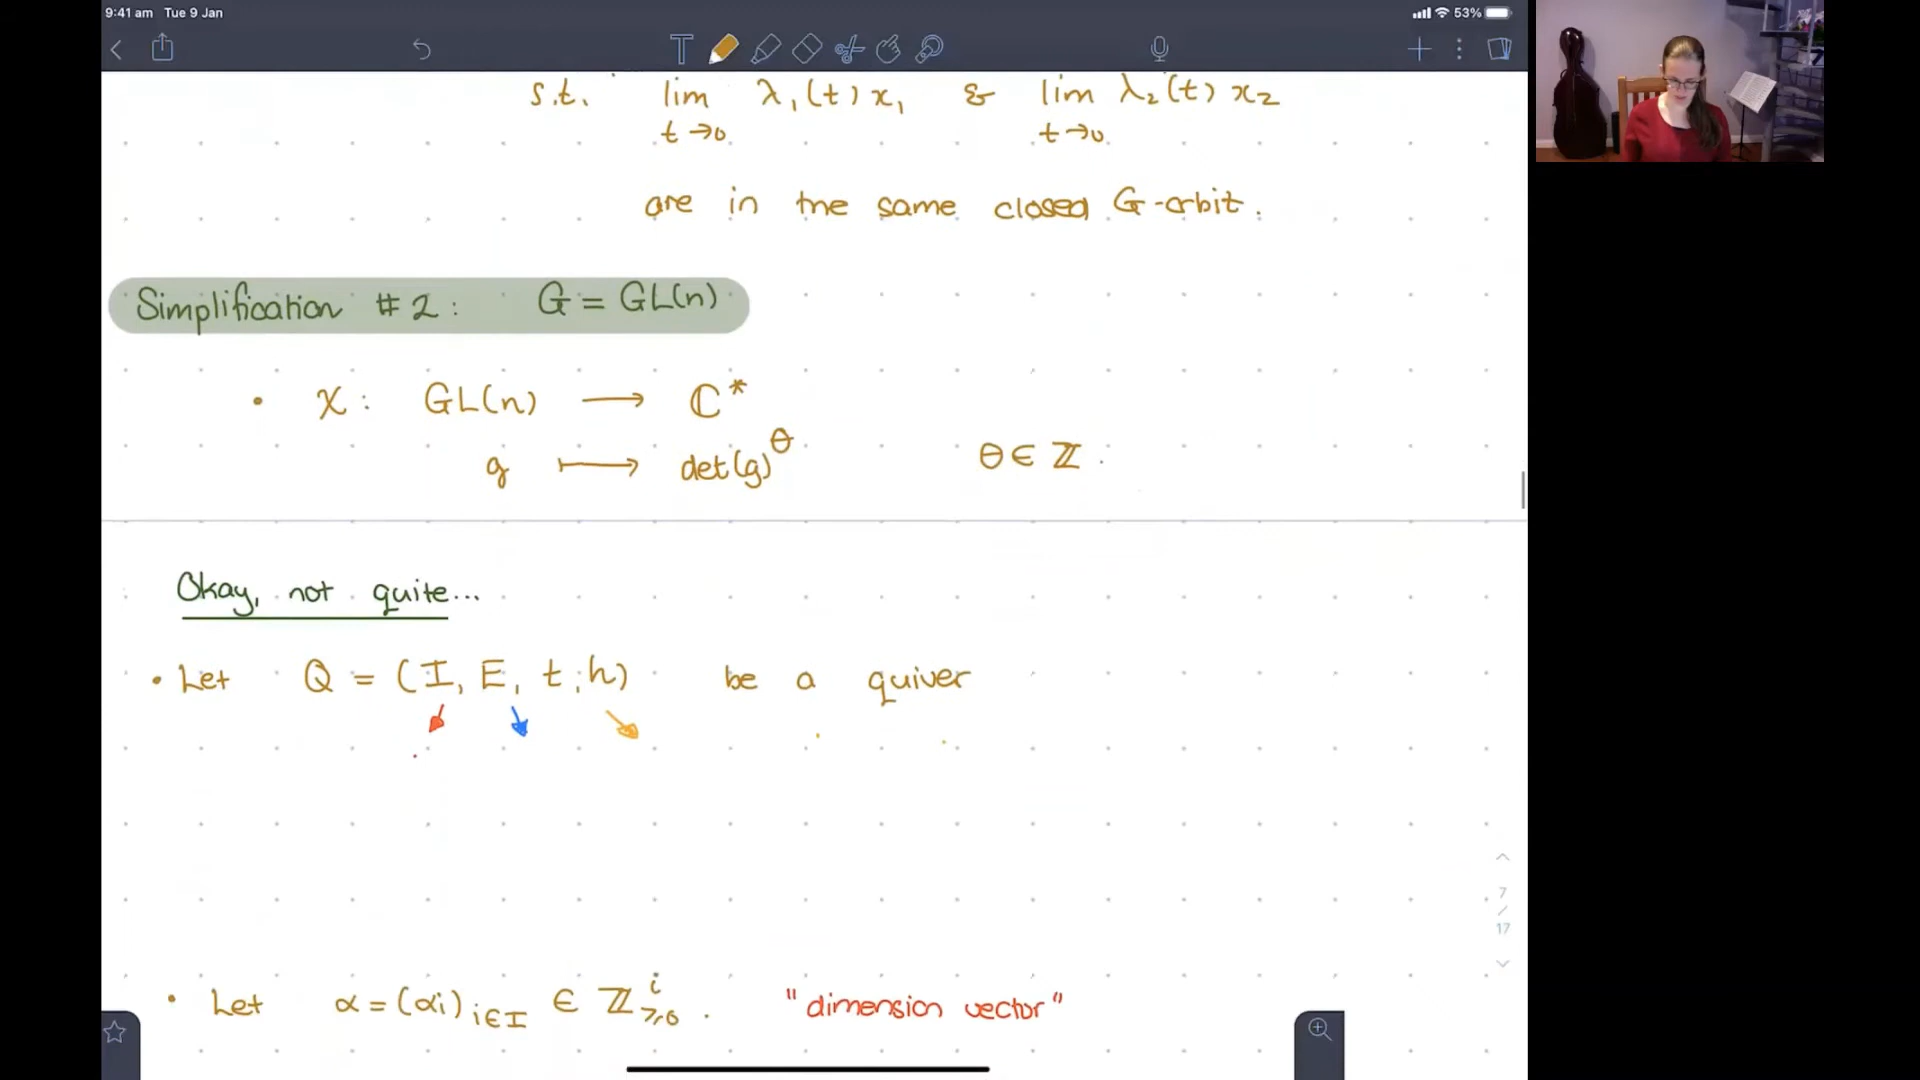 9:41 am Tue 9 Jan
53%
s.t. lim λ₁(t) x₁ & lim λ₂(t) x₂
t→0 t→0
are in the same closed G-orbit.
Simplification #2: G = GL(n)
• χ: GL(n) ⟶ ℂ*
g ⟼ det(g)^θ θ ∈ ℤ.
Okay, not quite...
• Let Q = (I, E, t, h) be a quiver
7
/
17
• Let α = (αi)_{i∈I} ∈ ℤ^i_{≥0}. "dimension vector"